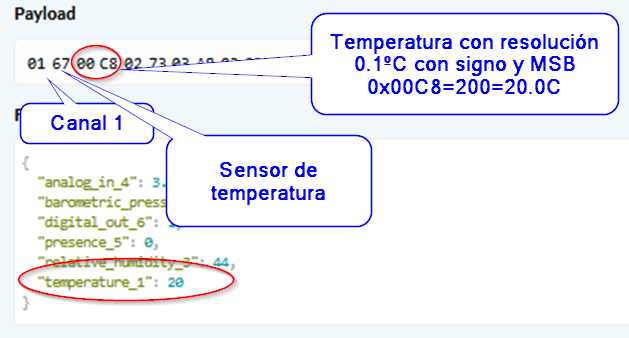 Payload
01 67 00 C8 02 73 03
Temperatura con resolución
0.1ºC con signo y MSB
0x00C8=200=20.0C
Canal 1
Sensor de
temperatura
{
"analog_in_4": 3.
"barometric_press
"digital_out_6":
"presence_5": 0,
"relative_humidity_3": 44,
"temperature_1": 20
}